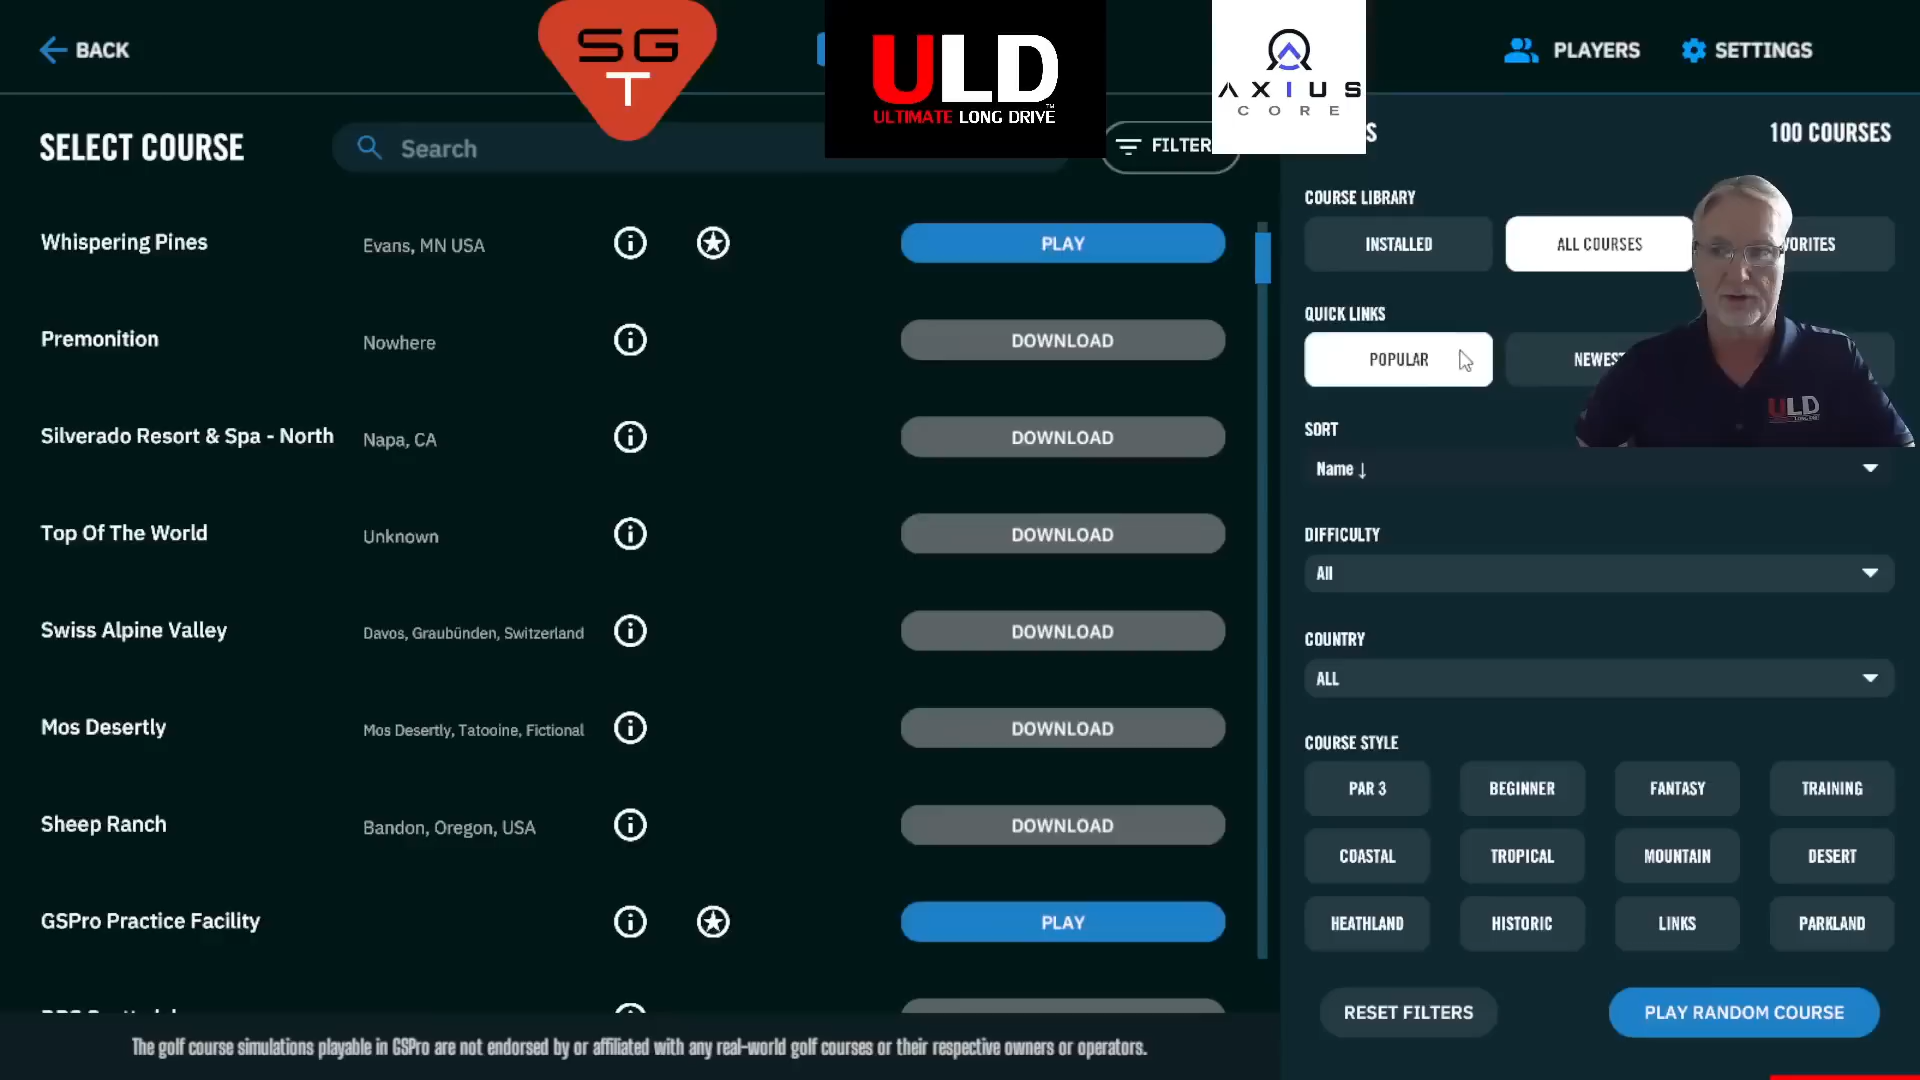 BACK
SG
T
ULD
ULTIMATE LONG DRIVE™
AXIUS
CORE
PLAYERS
SETTINGS
SELECT COURSE
Search
FILTER
100 COURSES
Whispering Pines
Evans, MN USA
PLAY
Premonition
Nowhere
DOWNLOAD
Silverado Resort & Spa - North
Napa, CA
DOWNLOAD
Top Of The World
Unknown
DOWNLOAD
Swiss Alpine Valley
Davos, Graubünden, Switzerland
DOWNLOAD
Mos Desertly
Mos Desertly, Tatooine, Fictional
DOWNLOAD
Sheep Ranch
Bandon, Oregon, USA
DOWNLOAD
GSPro Practice Facility
PLAY
COURSE LIBRARY
INSTALLED
ALL COURSES
VORITES
QUICK LINKS
POPULAR
NEWEST
ULD
SORT
Name ↓
DIFFICULTY
All
COUNTRY
ALL
COURSE STYLE
PAR 3
BEGINNER
FANTASY
TRAINING
COASTAL
TROPICAL
MOUNTAIN
DESERT
HEATHLAND
HISTORIC
LINKS
PARKLAND
RESET FILTERS
PLAY RANDOM COURSE
The golf course simulations playable in GSPro are not endorsed by or affiliated with any real-world golf courses or their respective owners or operators.